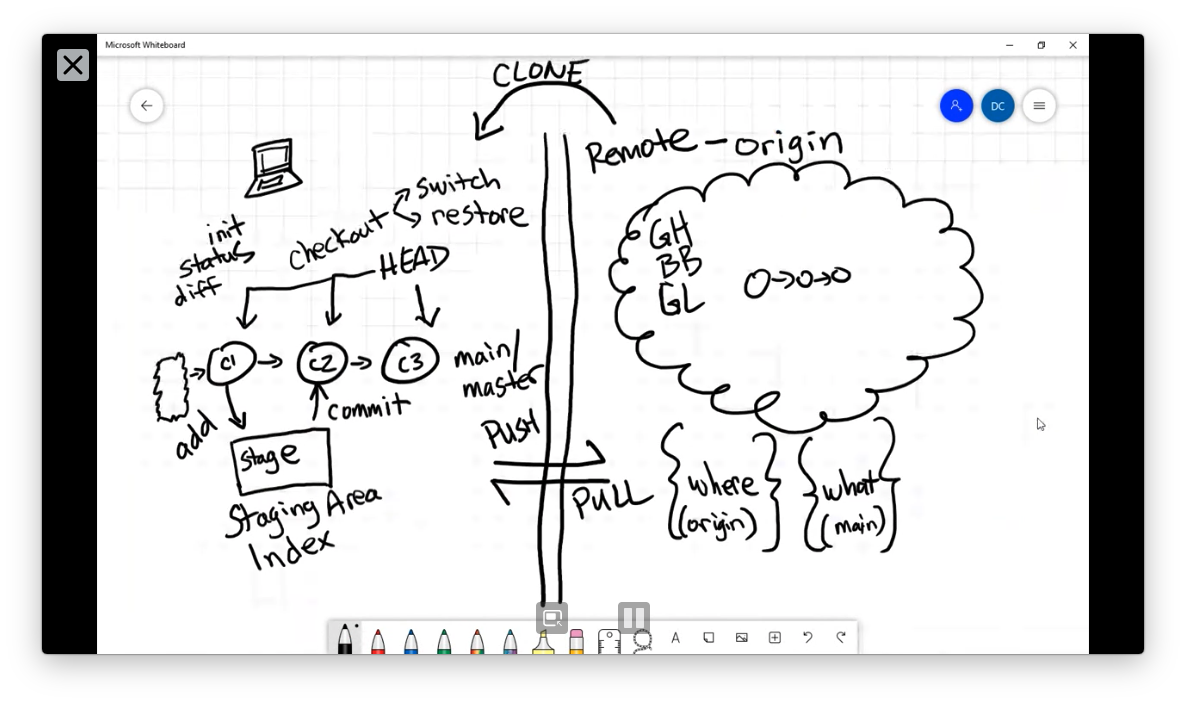 Microsoft Whiteboard
CLONE
DC
Remote - origin
switch
checkout
restore
init
status
diff
HEAD
GH
BB
GL
C1
C2
C3
main/
master
add
commit
stage
Staging Area
Index
PUSH
PULL
{where} {what}
{(origin)} {(main)}
A